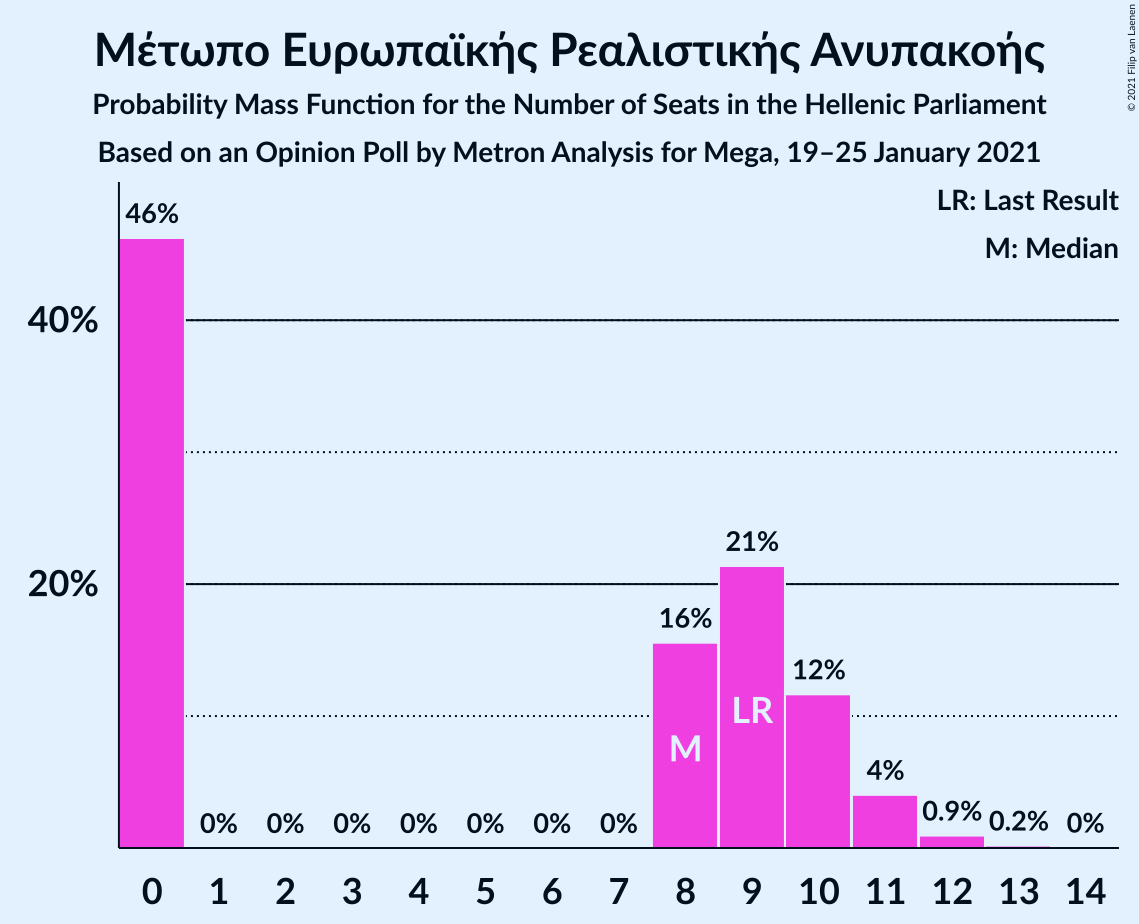 Μέτωπο Ευρωπαϊκής Ρεαλιστικής Ανυπακοής
Probability Mass Function for the Number of Seats in the Hellenic Parliament
Based on an Opinion Poll by Metron Analysis for Mega, 19–25 January 2021
© 2021 Filip van Laenen
LR: Last Result
M: Median
46%
40%
21%
20%
16%
12%
LR
M
4%
0% 0% 0% 0% 0% 0% 0% 0.9% 0.2% 0%
0 1 2 3 4 5 6 7 8 9 10 11 12 13 14